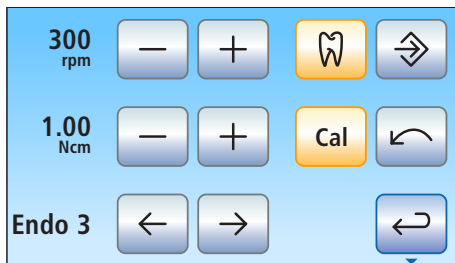 300
rpm
− +
1.00
Ncm
− +
Cal
Endo 3
← →